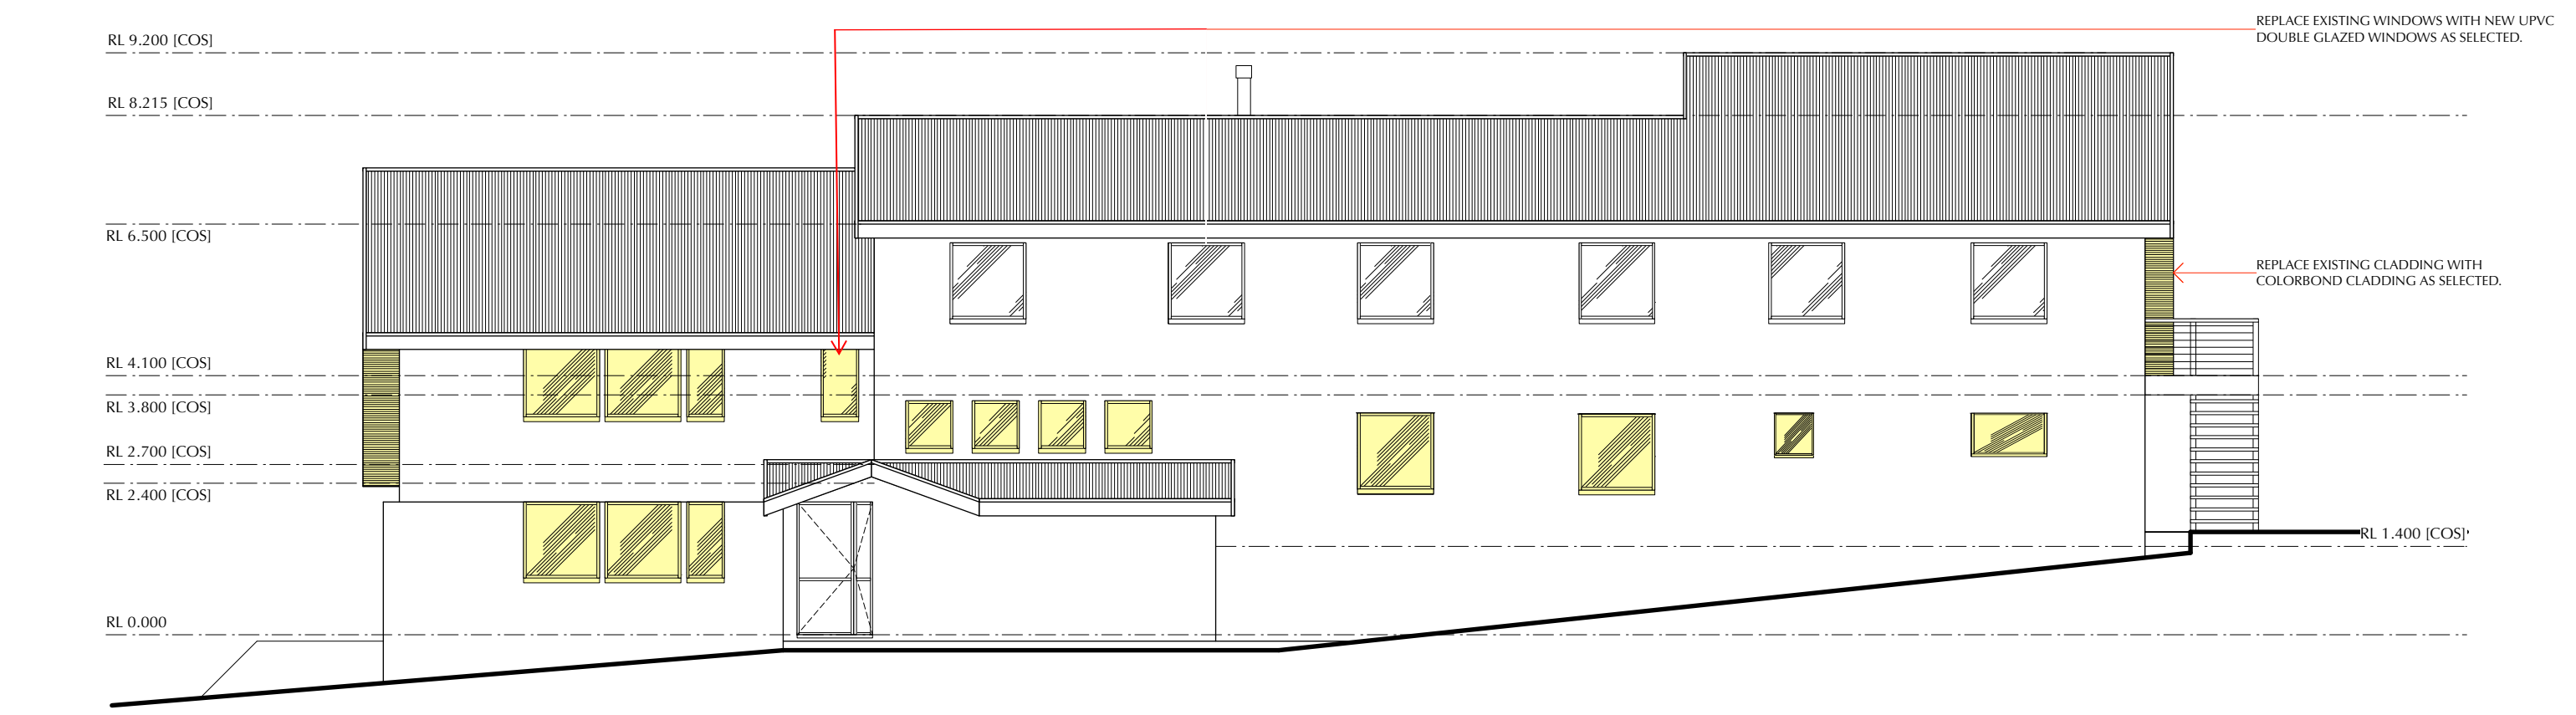 REPLACE EXISTING WINDOWS WITH NEW UPVC
DOUBLE GLAZED WINDOWS AS SELECTED.
RL 9.200 [COS]
RL 8.215 [COS]
RL 6.500 [COS]
REPLACE EXISTING CLADDING WITH
COLORBOND CLADDING AS SELECTED.
RL 4.100 [COS]
RL 3.800 [COS]
RL 2.700 [COS]
RL 2.400 [COS]
RL 1.400 [COS]
RL 0.000